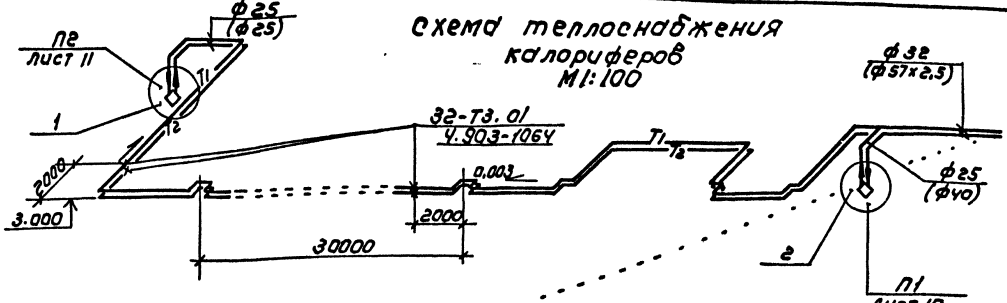 схема теплоснабжения
калориферов
М1:100
ф25
(ф25)
П2
лист 11
Т1
Т2
1
2000
3.000
32-Т3.01
4.903-10б4
0,003
2000
30000
Т1
Т2
ф32
(ф57х2,5)
ф25
(ф40)
2
П1